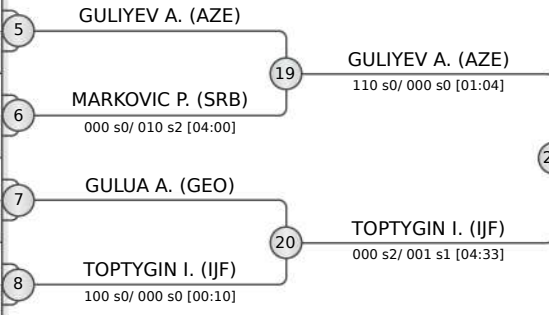 GULIYEV A. (AZE)
5
19
GULIYEV A. (AZE)
110 s0/ 000 s0 [01:04]
MARKOVIC P. (SRB)
6
000 s0/ 010 s2 [04:00]
GULUA A. (GEO)
7
20
TOPTYGIN I. (IJF)
000 s2/ 001 s1 [04:33]
TOPTYGIN I. (IJF)
8
100 s0/ 000 s0 [00:10]